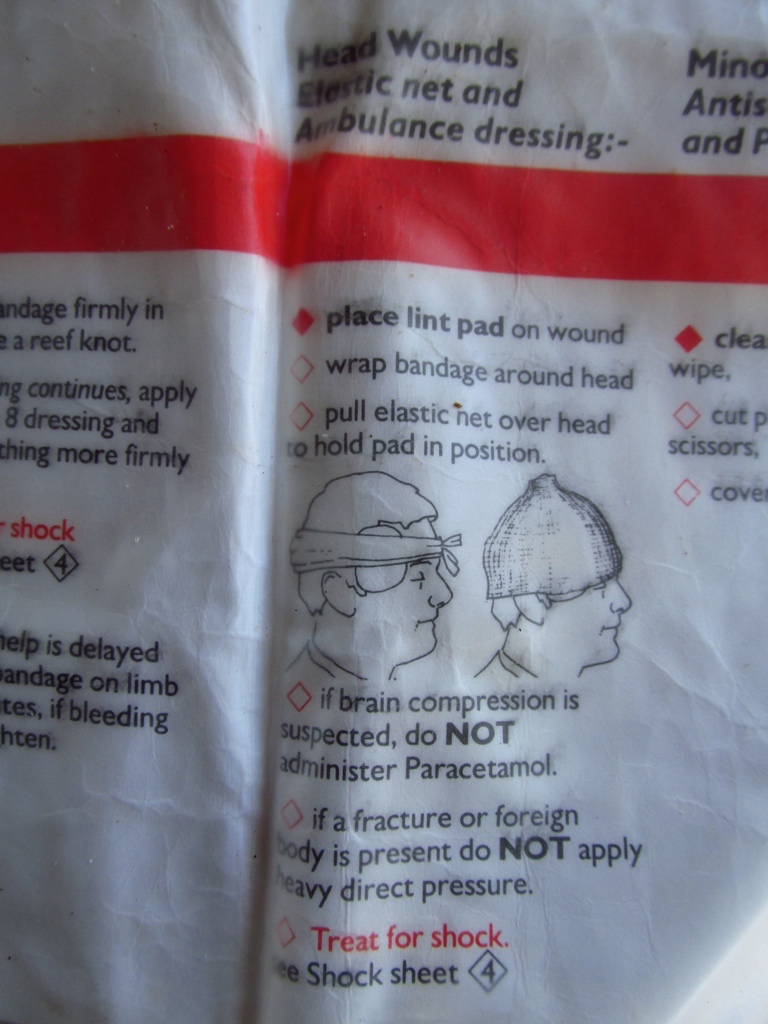 Head Wounds
Elastic net and
Ambulance dressing:-
Mino
Antis
and P
andage firmly in
e a reef knot.
ng continues, apply
8 dressing and
thing more firmly
r shock
eet 4
help is delayed
bandage on limb
tes, if bleeding
hten.
place lint pad on wound
wrap bandage around head
pull elastic net over head
to hold pad in position.
if brain compression is
suspected, do NOT
administer Paracetamol.
if a fracture or foreign
body is present do NOT apply
heavy direct pressure.
Treat for shock.
ee Shock sheet 4
clea
wipe,
cut p
scissors,
cover